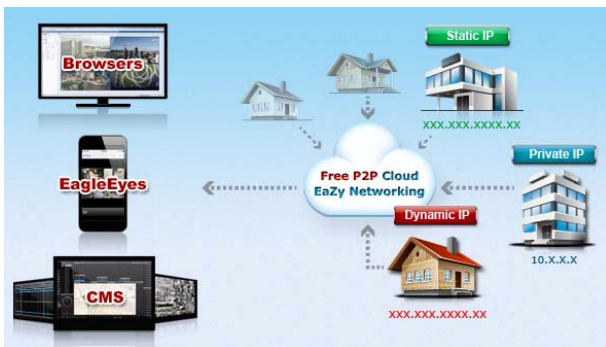 Browsers
Static IP
xxx.xxx.xxxx.xx
Private IP
EagleEyes
Free P2P Cloud
EaZy Networking
Dynamic IP
10.X.X.X
CMS
xxx.xxx.xxxx.xx